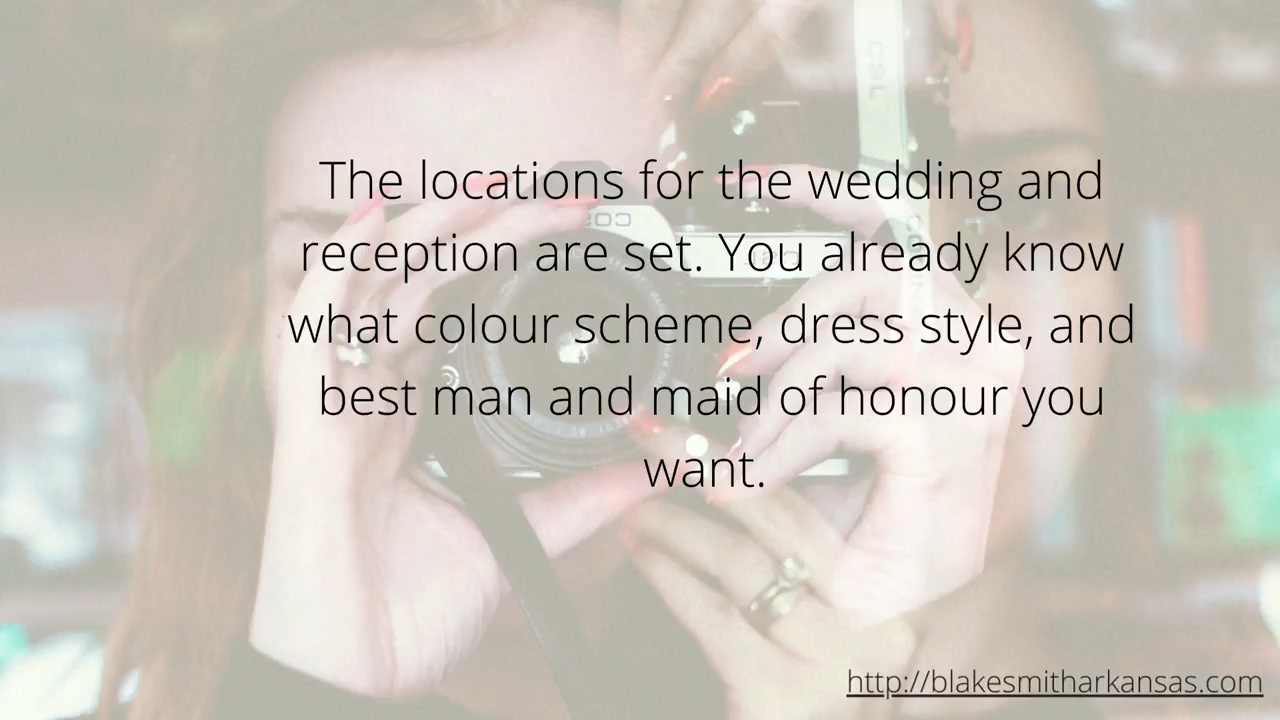 The locations for the wedding and
reception are set. You already know
what colour scheme, dress style, and
best man and maid of honour you
want.
http://blakesmitharkansas.com